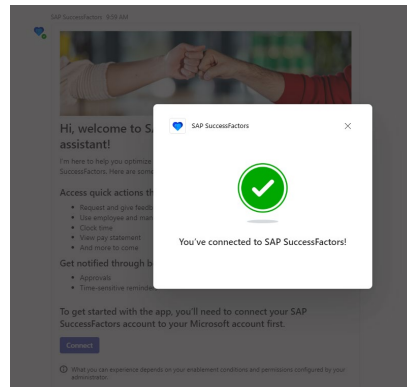 SAP SuccessFactors 9:59 AM
Hi, welcome to S
assistant!
I'm here to help you optimize
SuccessFactors. Here are some
Access quick actions th
Request and give feedb
Use employee and man
Clock time
View pay statement
And more to come
Get notified through b
Approvals
Time-sensitive reminde
To get started with the app, you'll need to connect your SAP
SuccessFactors account to your Microsoft account first.
Connect
What you can experience depends on your enablement conditions and permissions configured by your
administrator.
SAP SuccessFactors
You've connected to SAP SuccessFactors!